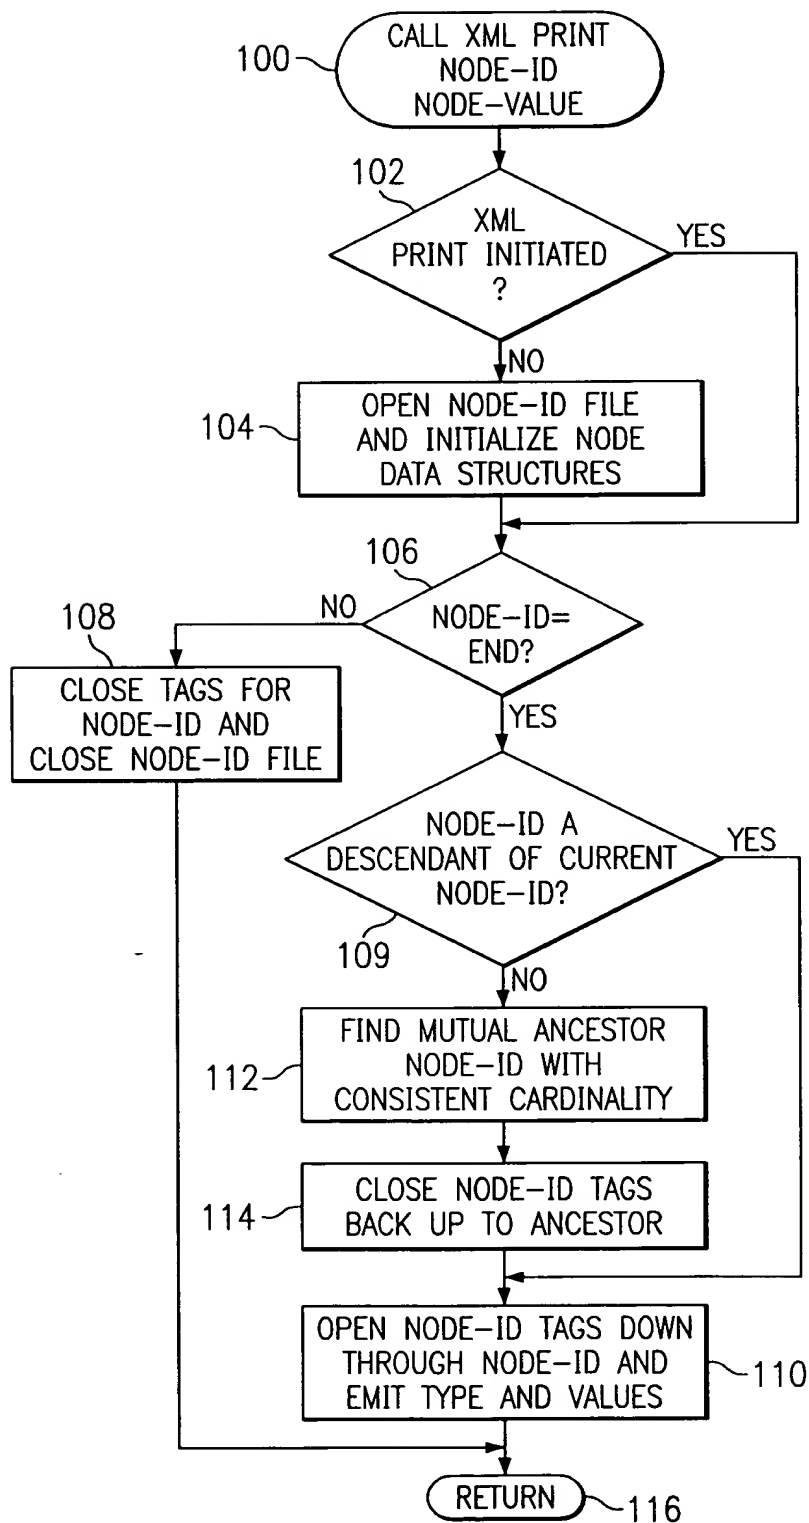 CALL XML PRINT
NODE-ID
NODE-VALUE
100
102
XML
PRINT INITIATED
?
YES
NO
104
OPEN NODE-ID FILE
AND INITIALIZE NODE
DATA STRUCTURES
106
NODE-ID=
END?
NO
108
CLOSE TAGS FOR
NODE-ID AND
CLOSE NODE-ID FILE
YES
NODE-ID A
DESCENDANT OF CURRENT
NODE-ID?
YES
109
NO
112
FIND MUTUAL ANCESTOR
NODE-ID WITH
CONSISTENT CARDINALITY
114
CLOSE NODE-ID TAGS
BACK UP TO ANCESTOR
OPEN NODE-ID TAGS DOWN
THROUGH NODE-ID AND
EMIT TYPE AND VALUES
110
RETURN
116